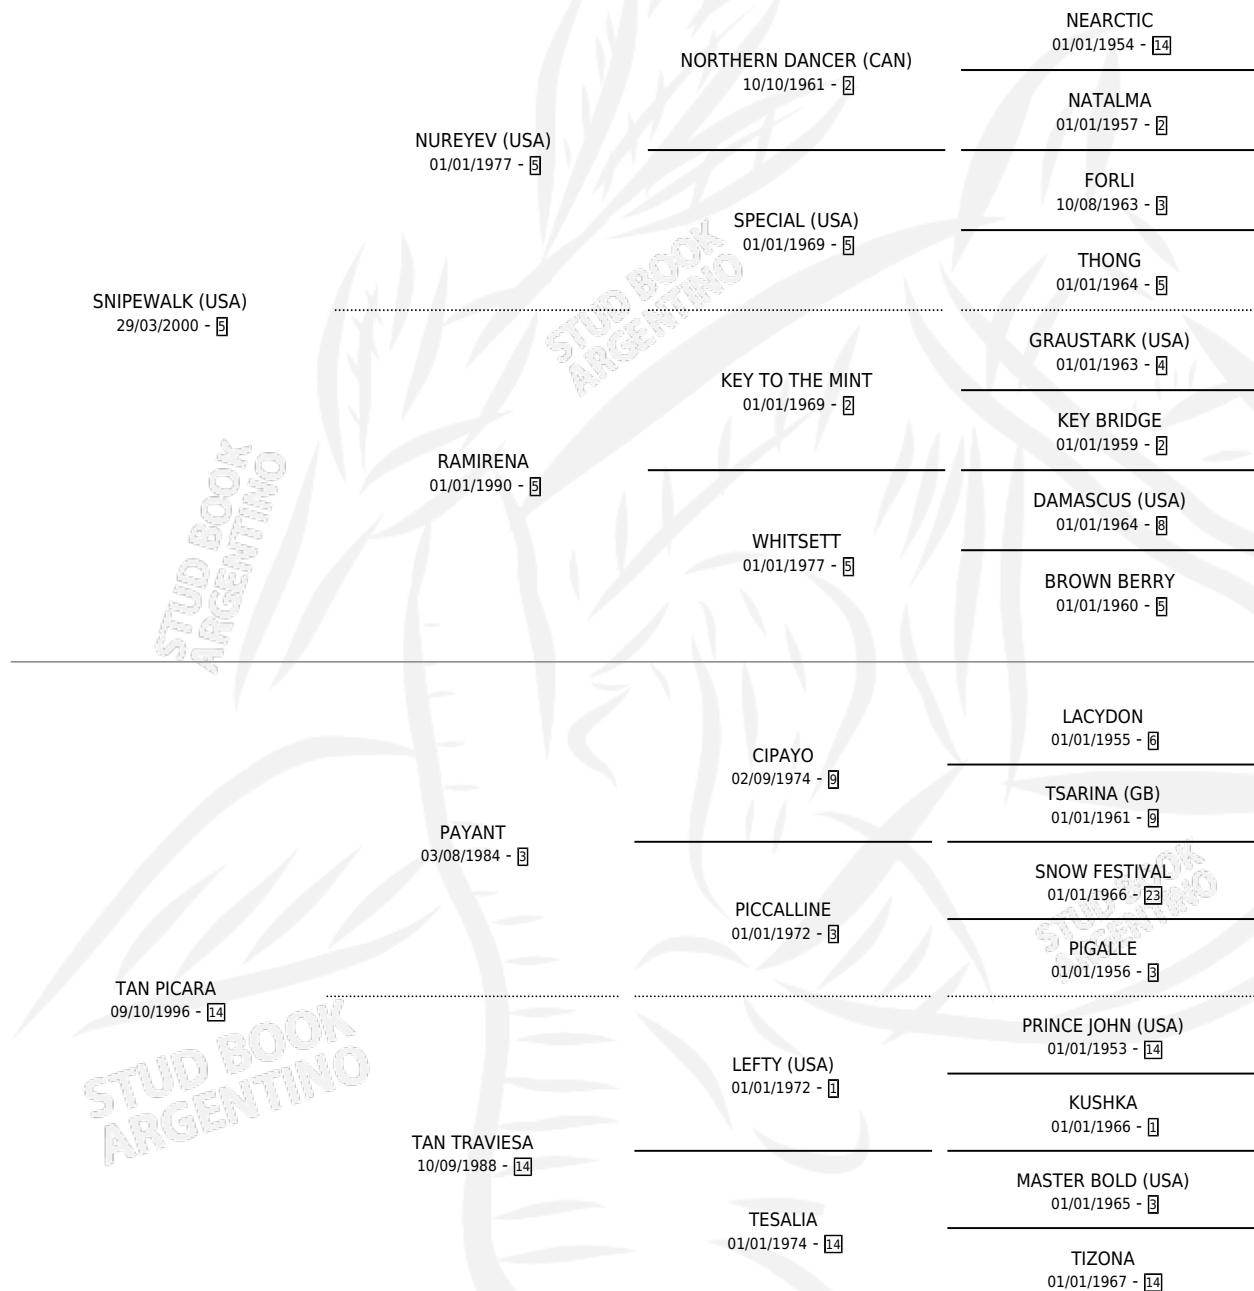 NEARCTIC
01/01/1954 - 14
NORTHERN DANCER (CAN)
10/10/1961 - 2
NATALMA
01/01/1957 - 2
NUREYEV (USA)
01/01/1977 - 5
FORLI
10/08/1963 - 3
SPECIAL (USA)
01/01/1969 - 5
THONG
01/01/1964 - 5
SNIPEWALK (USA)
29/03/2000 - 5
GRAUSTARK (USA)
01/01/1963 - 4
KEY TO THE MINT
01/01/1969 - 2
KEY BRIDGE
01/01/1959 - 2
RAMIRENA
01/01/1990 - 5
DAMASCUS (USA)
01/01/1964 - 8
WHITSETT
01/01/1977 - 5
BROWN BERRY
01/01/1960 - 5
LACYDON
01/01/1955 - 6
CIPAYO
02/09/1974 - 9
TSARINA (GB)
01/01/1961 - 9
PAYANT
03/08/1984 - 3
SNOW FESTIVAL
01/01/1966 - 23
PICCALLINE
01/01/1972 - 3
PIGALLE
01/01/1956 - 3
TAN PICARA
09/10/1996 - 14
PRINCE JOHN (USA)
01/01/1953 - 14
LEFTY (USA)
01/01/1972 - 1
KUSHKA
01/01/1966 - 1
TAN TRAVIESA
10/09/1988 - 14
MASTER BOLD (USA)
01/01/1965 - 3
TESALIA
01/01/1974 - 14
TIZONA
01/01/1967 - 14
STUD BOOK
ARGENTINO
STUD BOOK
ARGENTINO
STUD BOOK
ARGENTINO
STUD BOOK
ARGENTINO